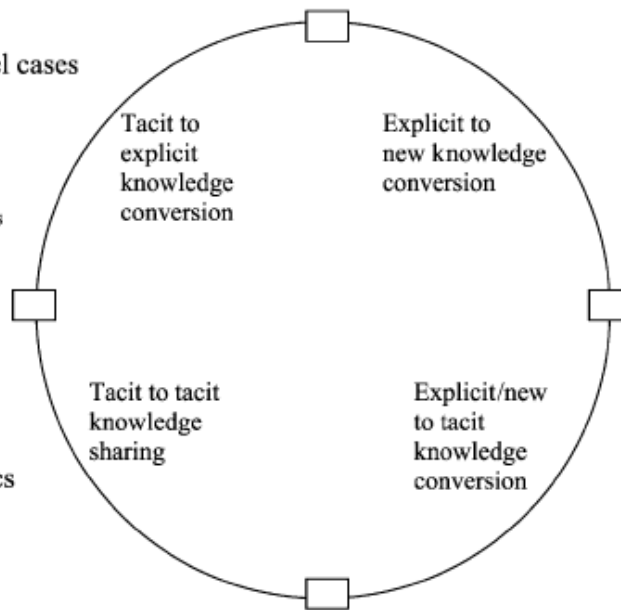 cases
Tacit to
explicit
knowledge
conversion
Explicit to
new knowledge
conversion
Tacit to tacit
knowledge
sharing
Explicit/new
to tacit
knowledge
conversion